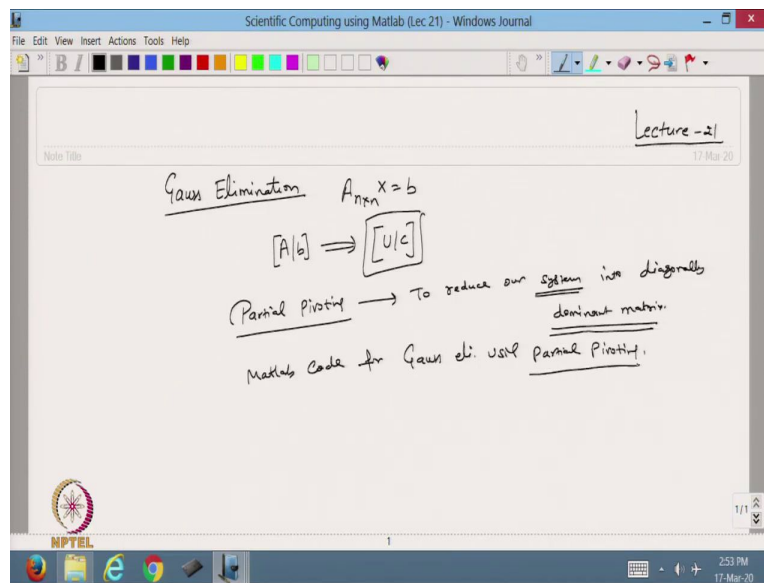 Scientific Computing using Matlab (Lec 21) - Windows Journal
File Edit View Insert Actions Tools Help
B I
Lecture-21
Note Title
17-Mar-20
Gauss Elimination A n×n x = b
[A|b] ⟹ [U|c]
Partial Pivoting → To reduce our system into diagonally
dominant matrix.
Matlab Code for Gauss eli. using Partial Pivoting.
1/1
NPTEL
1
2:53 PM
17-Mar-20